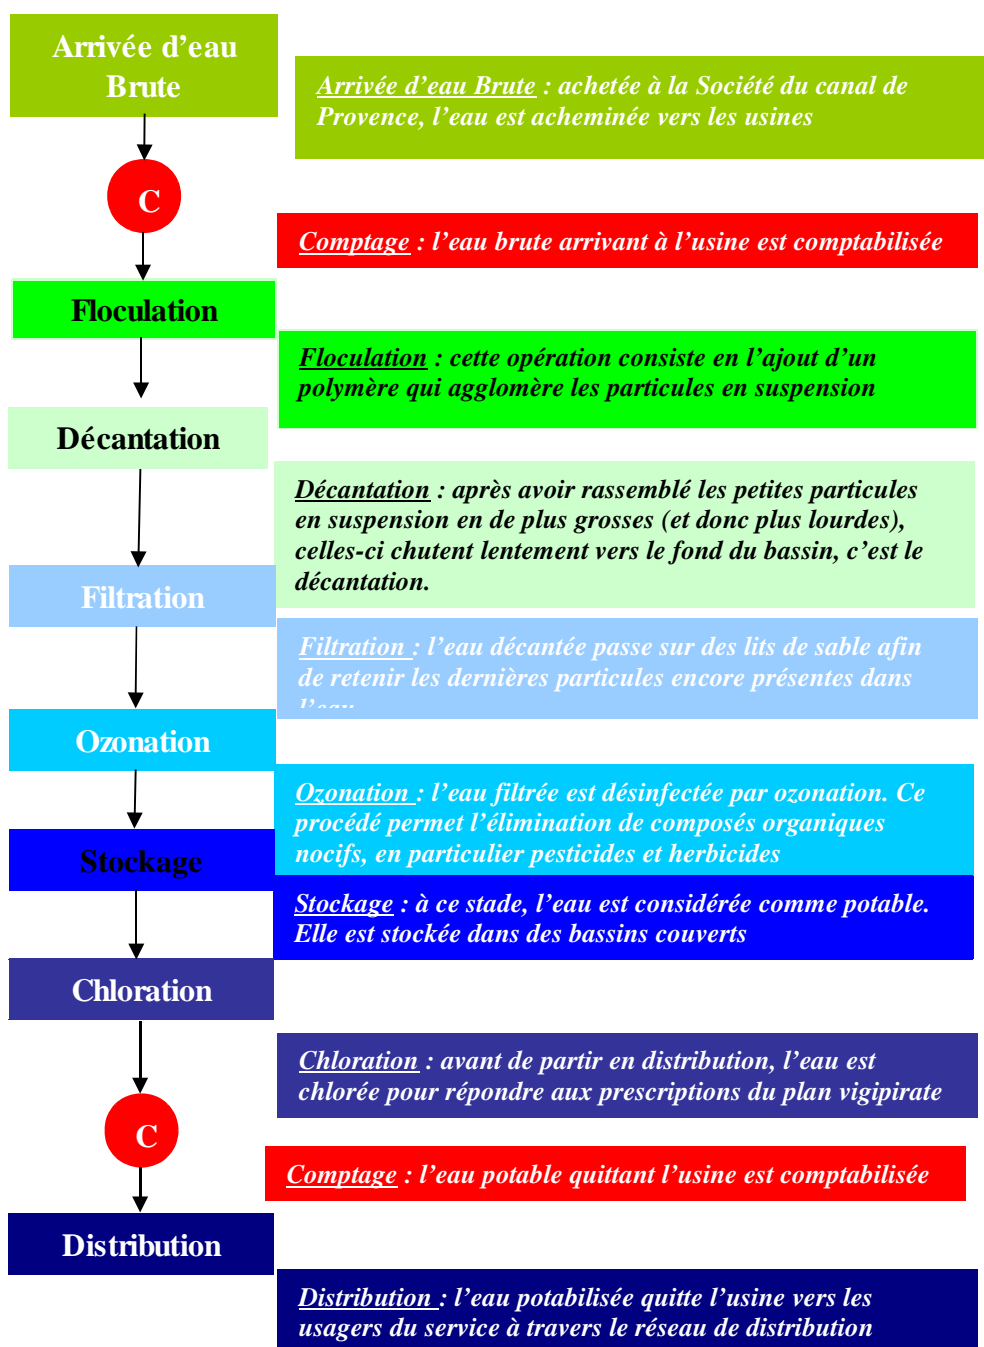 Arrivée d’eau
Brute
Arrivée d’eau Brute : achetée à la Société du canal de
Provence, l’eau est acheminée vers les usines
C
Comptage : l’eau brute arrivant à l’usine est comptabilisée
Floculation
Floculation : cette opération consiste en l’ajout d’un
polymère qui agglomère les particules en suspension
Décantation
Décantation : après avoir rassemblé les petites particules
en suspension en de plus grosses (et donc plus lourdes),
celles-ci chutent lentement vers le fond du bassin, c’est le
décantation.
Filtration
Filtration : l’eau décantée passe sur des lits de sable afin
de retenir les dernières particules encore présentes dans
l’eau
Ozonation
Ozonation : l’eau filtrée est désinfectée par ozonation. Ce
procédé permet l’élimination de composés organiques
nocifs, en particulier pesticides et herbicides
Stockage
Stockage : à ce stade, l’eau est considérée comme potable.
Elle est stockée dans des bassins couverts
Chloration
Chloration : avant de partir en distribution, l’eau est
chlorée pour répondre aux prescriptions du plan vigipirate
C
Comptage : l’eau potable quittant l’usine est comptabilisée
Distribution
Distribution : l’eau potabilisée quitte l’usine vers les
usagers du service à travers le réseau de distribution